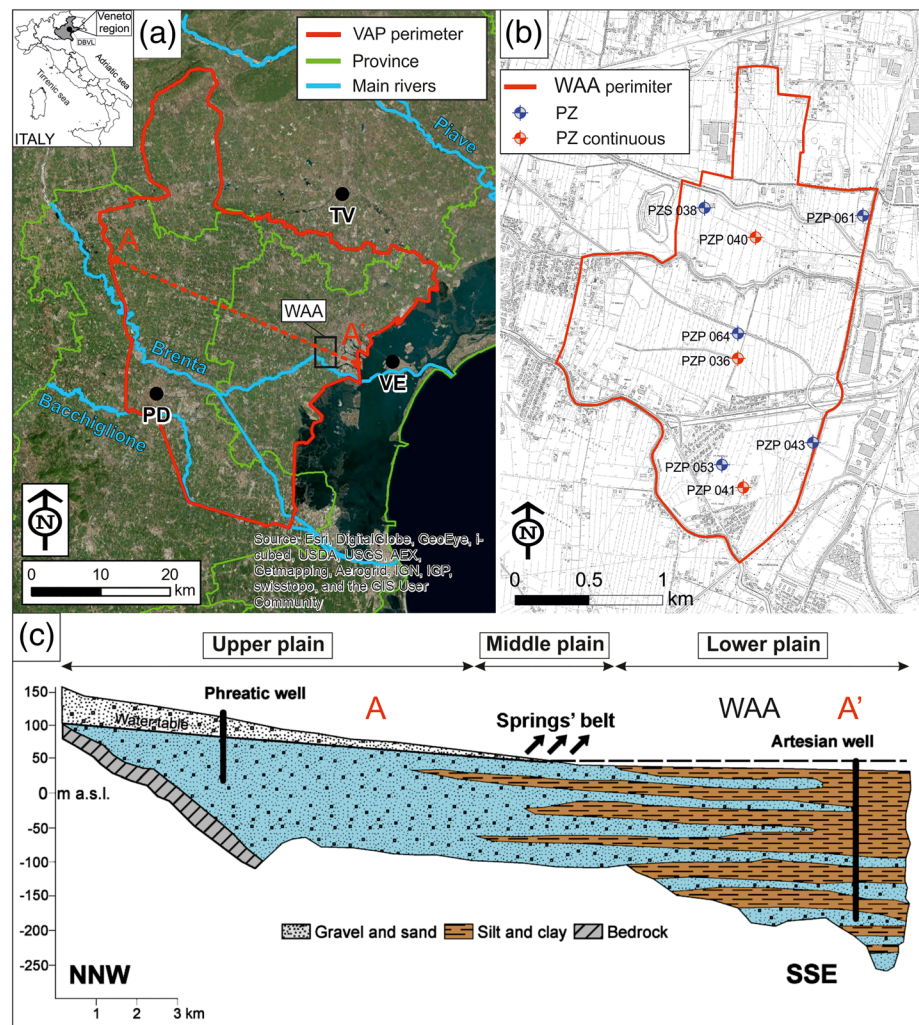 Veneto
region
DBVL
Adriatic sea
Tirrenic sea
ITALY
(a)
VAP perimeter
Province
Main rivers
Piave
TV
A
WAA
A'
Brenta
VE
PD
Bacchiglione
N
0 10 20
km
Source: Esri, DigitalGlobe, GeoEye, i-
cubed, USDA, USGS, AEX,
Getmapping, Aerogrid, IGN, IGP,
swisstopo, and the GIS User
Community
(b)
WAA perimiter
PZ
PZ continuous
PZS 038
PZP 061
PZP 040
PZP 064
PZP 036
PZP 043
PZP 053
PZP 041
N
0 0.5 1
km
(c)
Upper plain
Middle plain
Lower plain
150
100
50
0
m a.s.l.
-50
-100
-150
-200
-250
Phreatic well
Water table
A
Springs' belt
WAA
A'
Artesian well
Gravel and sand
Silt and clay
Bedrock
NNW
SSE
1 2 3 km